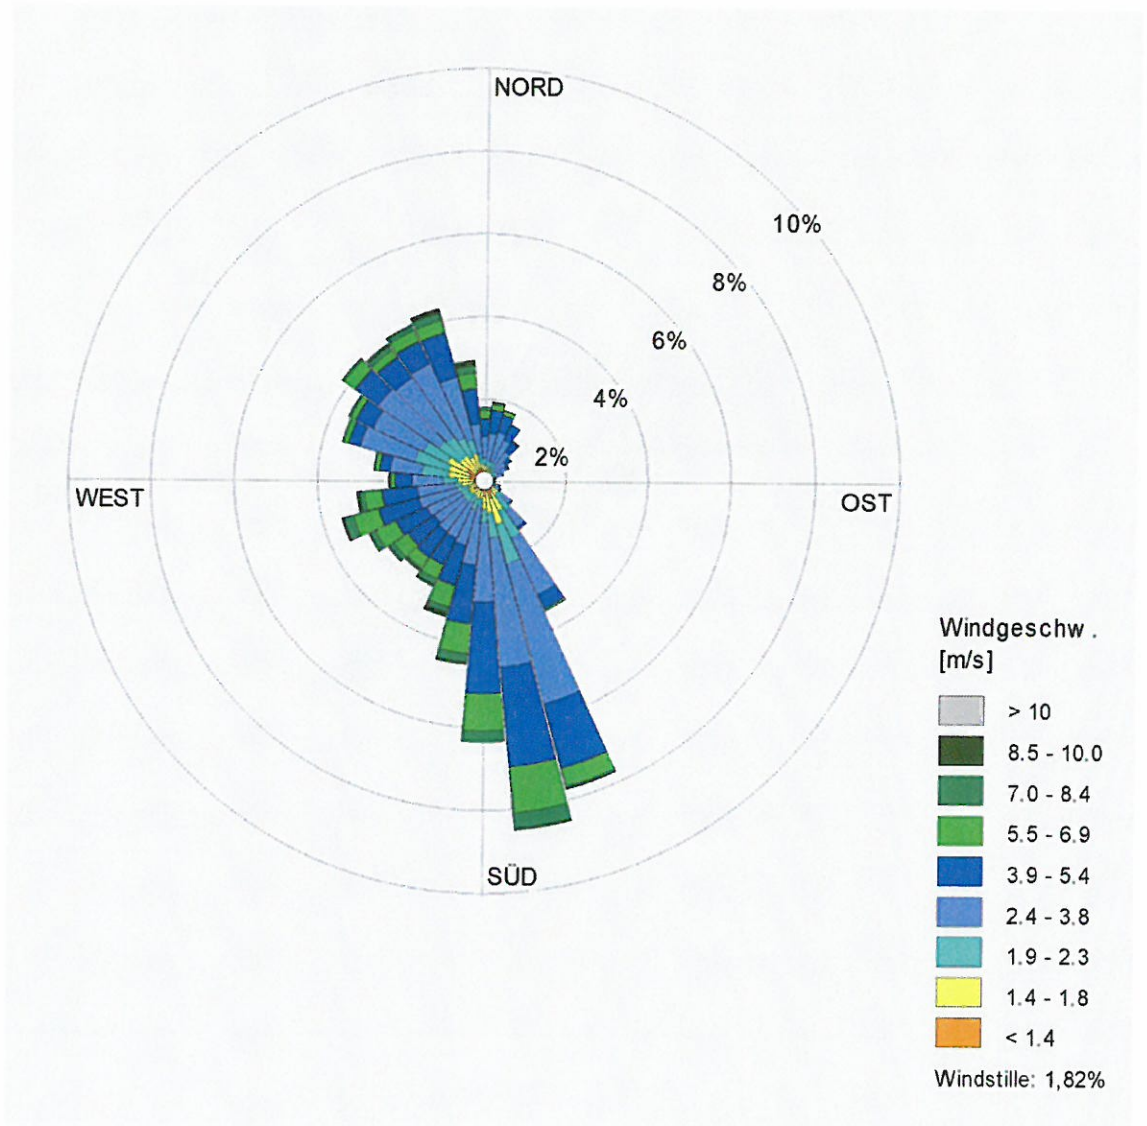 NORD
10%
8%
6%
4%
2%
WEST
OST
SÜD
Windgeschw .
[m/s]
> 10
8.5 - 10.0
7.0 - 8.4
5.5 - 6.9
3.9 - 5.4
2.4 - 3.8
1.9 - 2.3
1.4 - 1.8
< 1.4
Windstille: 1,82%